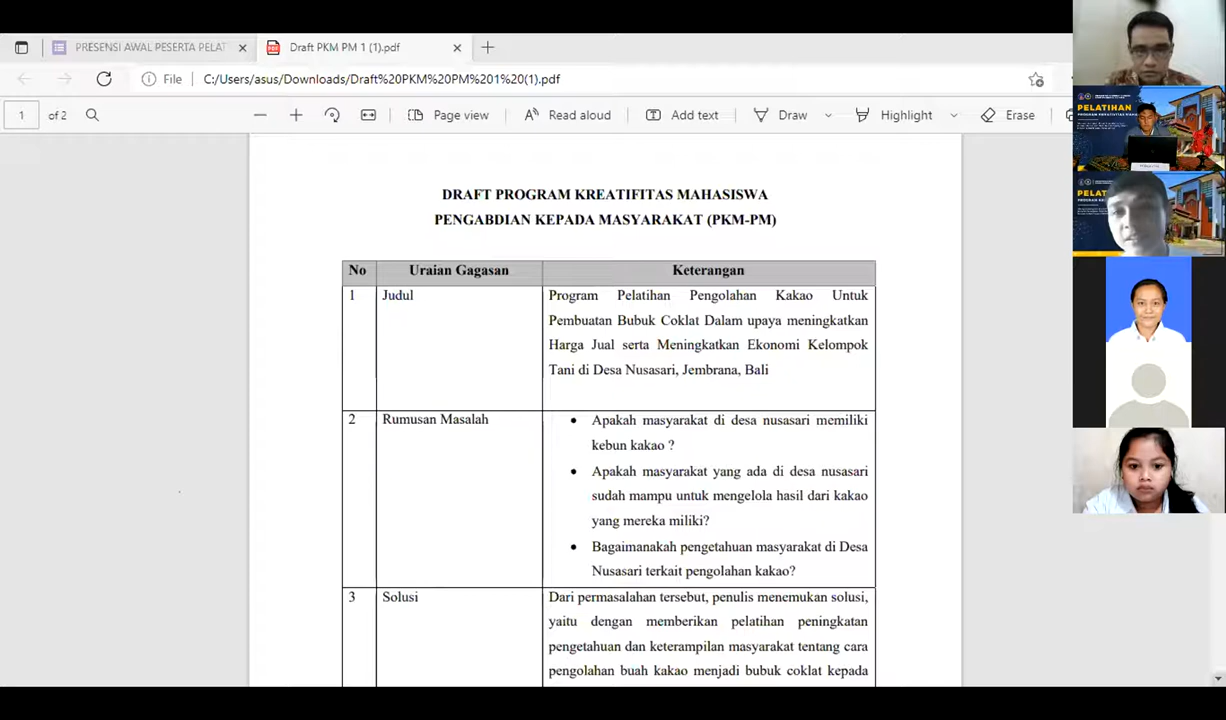 PRESENSI AWAL PESERTA PELAT
Draft PKM PM 1 (1).pdf
File
C:/Users/asus/Downloads/Draft%20PKM%20PM%201%20(1).pdf
1 of 2
Page view
Read aloud
Add text
Draw
Highlight
Erase
PELATIHAN
DRAFT PROGRAM KREATIFITAS MAHASISWA
PENGABDIAN KEPADA MASYARAKAT (PKM-PM)
No Uraian Gagasan Keterangan
1 Judul Program Pelatihan Pengolahan Kakao Untuk
Pembuatan Bubuk Coklat Dalam upaya meningkatkan
Harga Jual serta Meningkatkan Ekonomi Kelompok
Tani di Desa Nusasari, Jembrana, Bali
2 Rumusan Masalah • Apakah masyarakat di desa nusasari memiliki
kebun kakao ?
• Apakah masyarakat yang ada di desa nusasari
sudah mampu untuk mengelola hasil dari kakao
yang mereka miliki?
• Bagaimanakah pengetahuan masyarakat di Desa
Nusasari terkait pengolahan kakao?
3 Solusi Dari permasalahan tersebut, penulis menemukan solusi,
yaitu dengan memberikan pelatihan peningkatan
pengetahuan dan keterampilan masyarakat tentang cara
pengolahan buah kakao menjadi bubuk coklat kepada